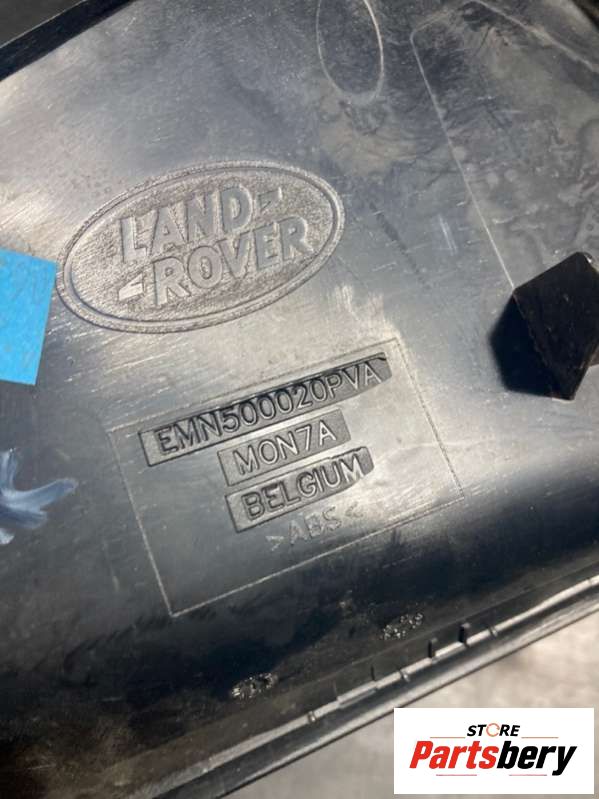 LAND
ROVER
EMN500020PVA
MON7A
BELGIUM
>ABS<
STORE
Partsbery